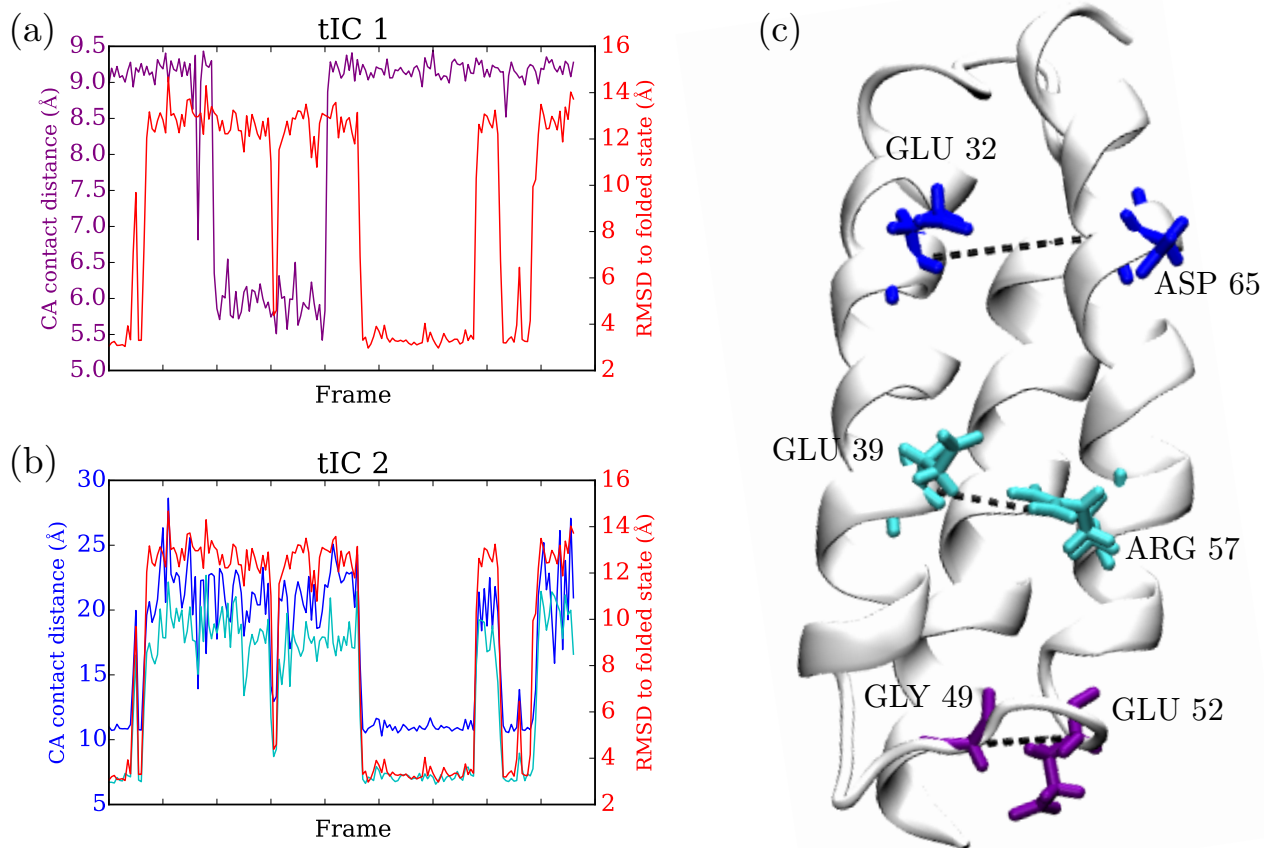 (a)
tIC 1
CA contact distance (Å)
9.5
9.0
8.5
8.0
7.5
7.0
6.5
6.0
5.5
5.0
16
14
12
10
8
6
4
2
RMSD to folded state (Å)
Frame
(b)
tIC 2
CA contact distance (Å)
30
25
20
15
10
5
16
14
12
10
8
6
4
2
RMSD to folded state (Å)
Frame
(c)
GLU 32
ASP 65
GLU 39
ARG 57
GLY 49
GLU 52